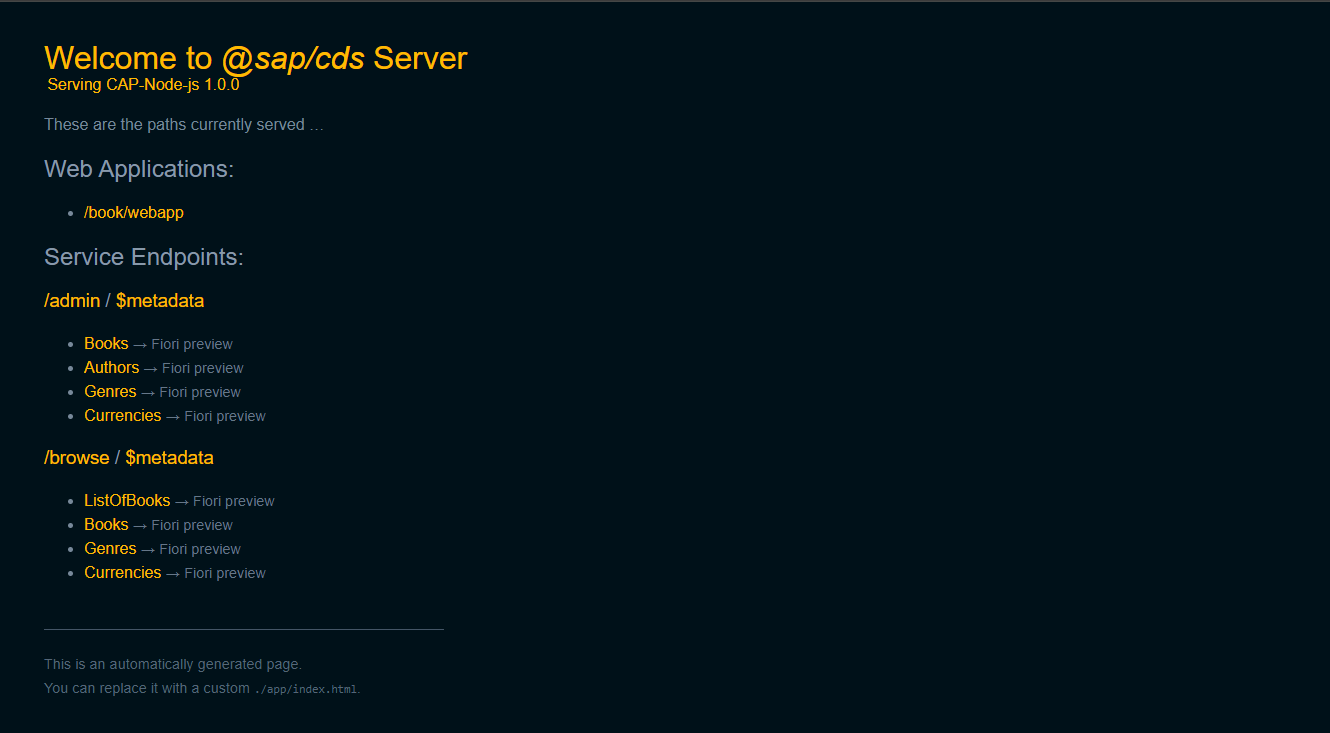 Welcome to @sap/cds Server
Serving CAP-Node-js 1.0.0
These are the paths currently served …
Web Applications:
/book/webapp
Service Endpoints:
/admin / $metadata
Books → Fiori preview
Authors → Fiori preview
Genres → Fiori preview
Currencies → Fiori preview
/browse / $metadata
ListOfBooks → Fiori preview
Books → Fiori preview
Genres → Fiori preview
Currencies → Fiori preview
This is an automatically generated page.
You can replace it with a custom ./app/index.html.